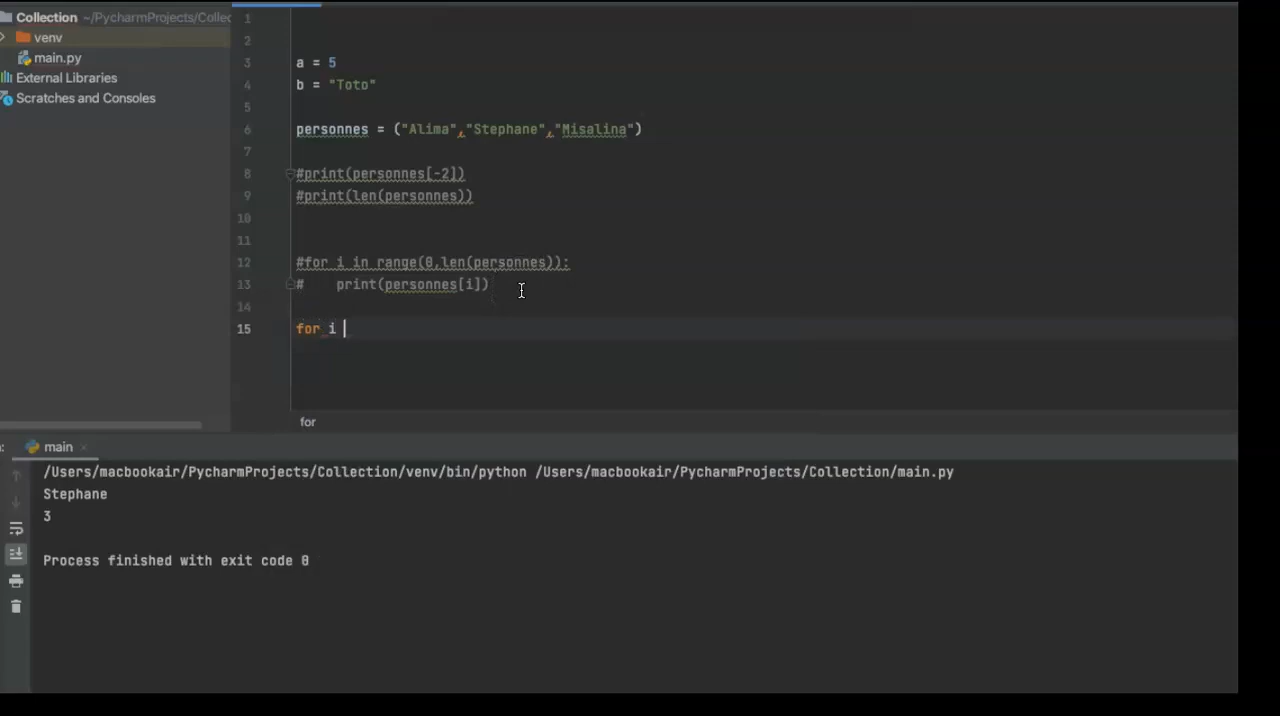 Collection ~/PycharmProjects/Collec
venv
main.py
External Libraries
Scratches and Consoles
1
2
3 a = 5
4 b = "Toto"
5
6 personnes = ("Alima","Stephane","Misalina")
7
8 #print(personnes[-2])
9 #print(len(personnes))
10
11
12 #for i in range(0,len(personnes)):
13 #    print(personnes[i])
14
15 for i
for
main
/Users/macbookair/PycharmProjects/Collection/venv/bin/python /Users/macbookair/PycharmProjects/Collection/main.py
Stephane
3
Process finished with exit code 0